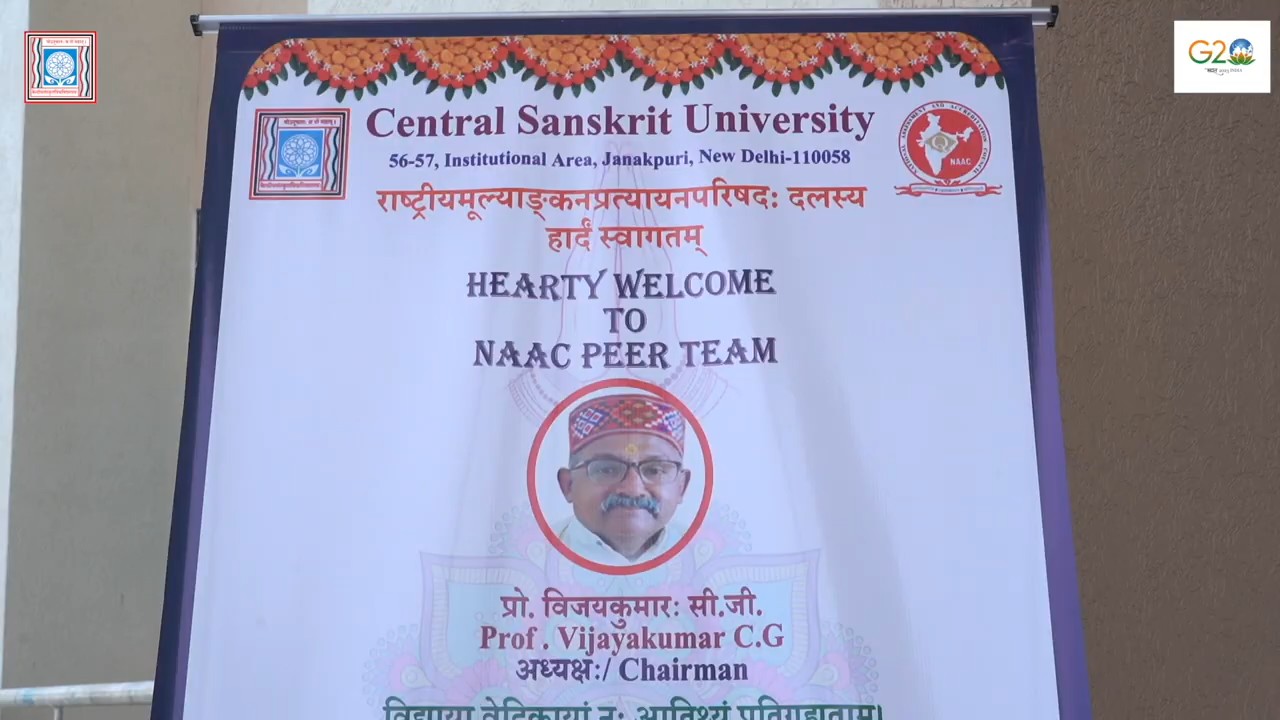 G20
Central Sanskrit University
56-57, Institutional Area, Janakpuri, New Delhi-110058
NAAC
राष्ट्रीयमूल्याङ्कनप्रत्यायनपरिषदः दलस्य
हार्दं स्वागतम्
HEARTY WELCOME
TO
NAAC PEER TEAM
प्रो. विजयकुमारः सी.जी.
Prof . Vijayakumar C.G
अध्यक्षः/ Chairman